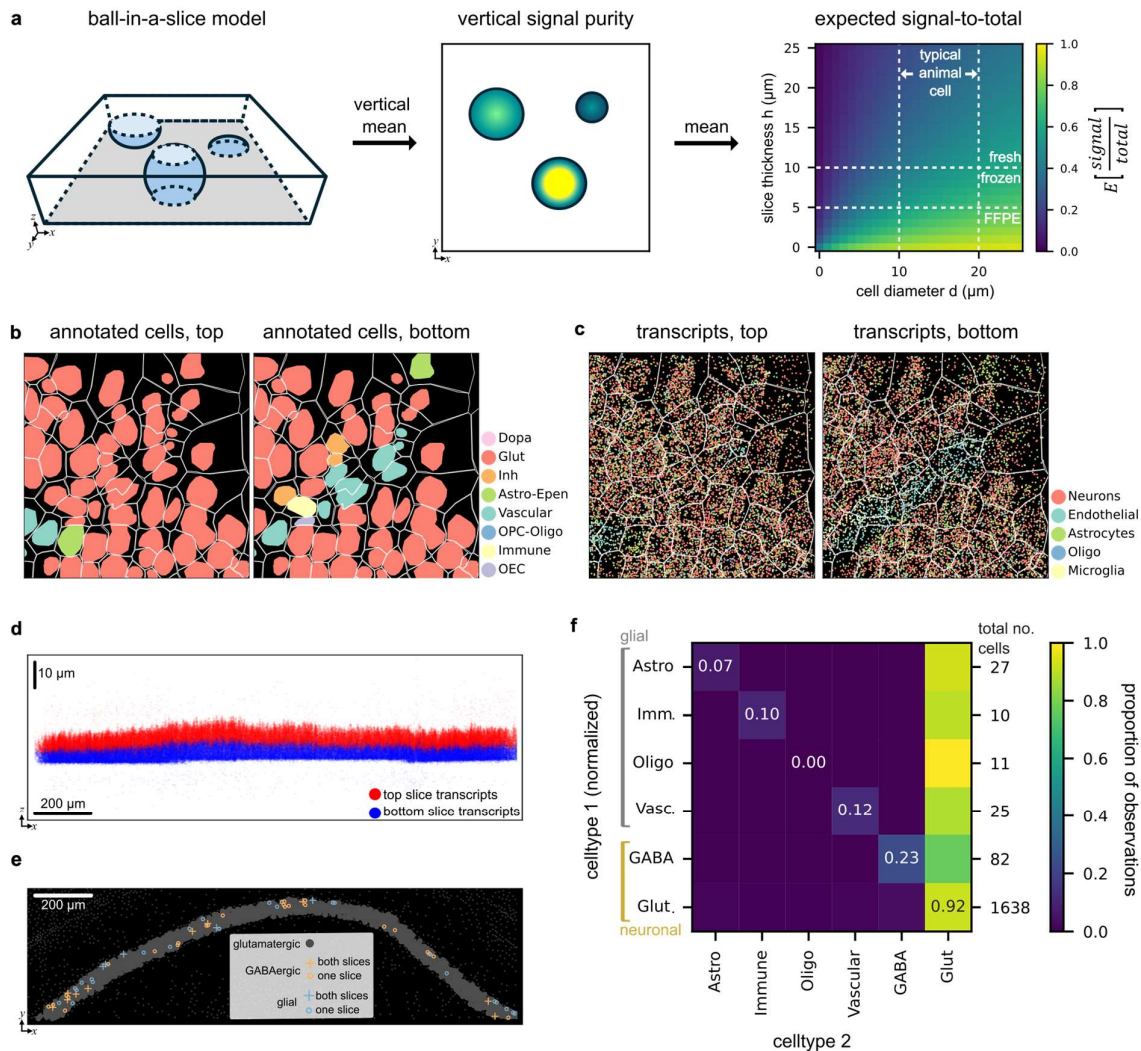 a
ball-in-a-slice model
vertical signal purity
expected signal-to-total
vertical
mean
mean
z
y
x
y
x
slice thickness h (μm)
25
20
15
10
5
0
typical
animal
cell
fresh
frozen
FFPE
0
10
20
cell diameter d (μm)
1.0
0.8
0.6
0.4
0.2
0.0
E[signal/total]
b
annotated cells, top
annotated cells, bottom
Dopa
Glut
Inh
Astro-Epen
Vascular
OPC-Oligo
Immune
OEC
c
transcripts, top
transcripts, bottom
Neurons
Endothelial
Astrocytes
Oligo
Microglia
d
10 μm
200 μm
top slice transcripts
bottom slice transcripts
z
x
e
200 μm
glutamatergic
GABAergic
both slices
one slice
glial
both slices
one slice
y
x
f
glial
neuronal
celltype 1 (normalized)
total no.
cells
Astro 0.07 27
Imm. 0.10 10
Oligo 0.00 11
Vasc. 0.12 25
GABA 0.23 82
Glut. 0.92 1638
Astro
Immune
Oligo
Vascular
GABA
Glut
celltype 2
1.0
0.8
0.6
0.4
0.2
0.0
proportion of observations